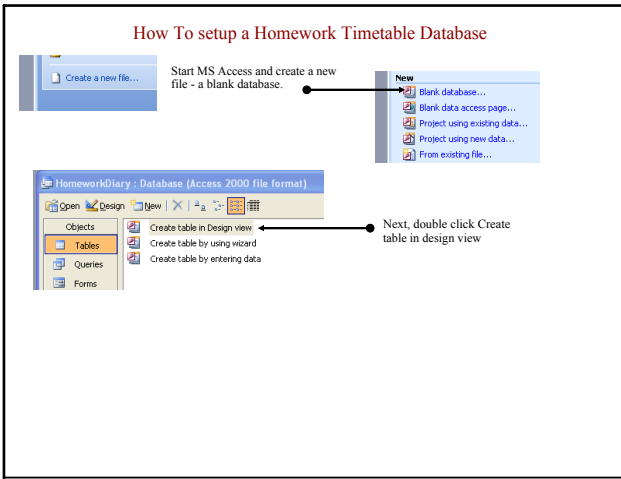 How To setup a Homework Timetable Database
Create a new file...
Start MS Access and create a new
file - a blank database.
New
Blank database...
Blank data access page...
Project using existing data...
Project using new data...
From existing file...
HomeworkDiary : Database (Access 2000 file format)
Open Design New
Objects
Tables
Queries
Forms
Create table in Design view
Create table by using wizard
Create table by entering data
Next, double click Create
table in design view